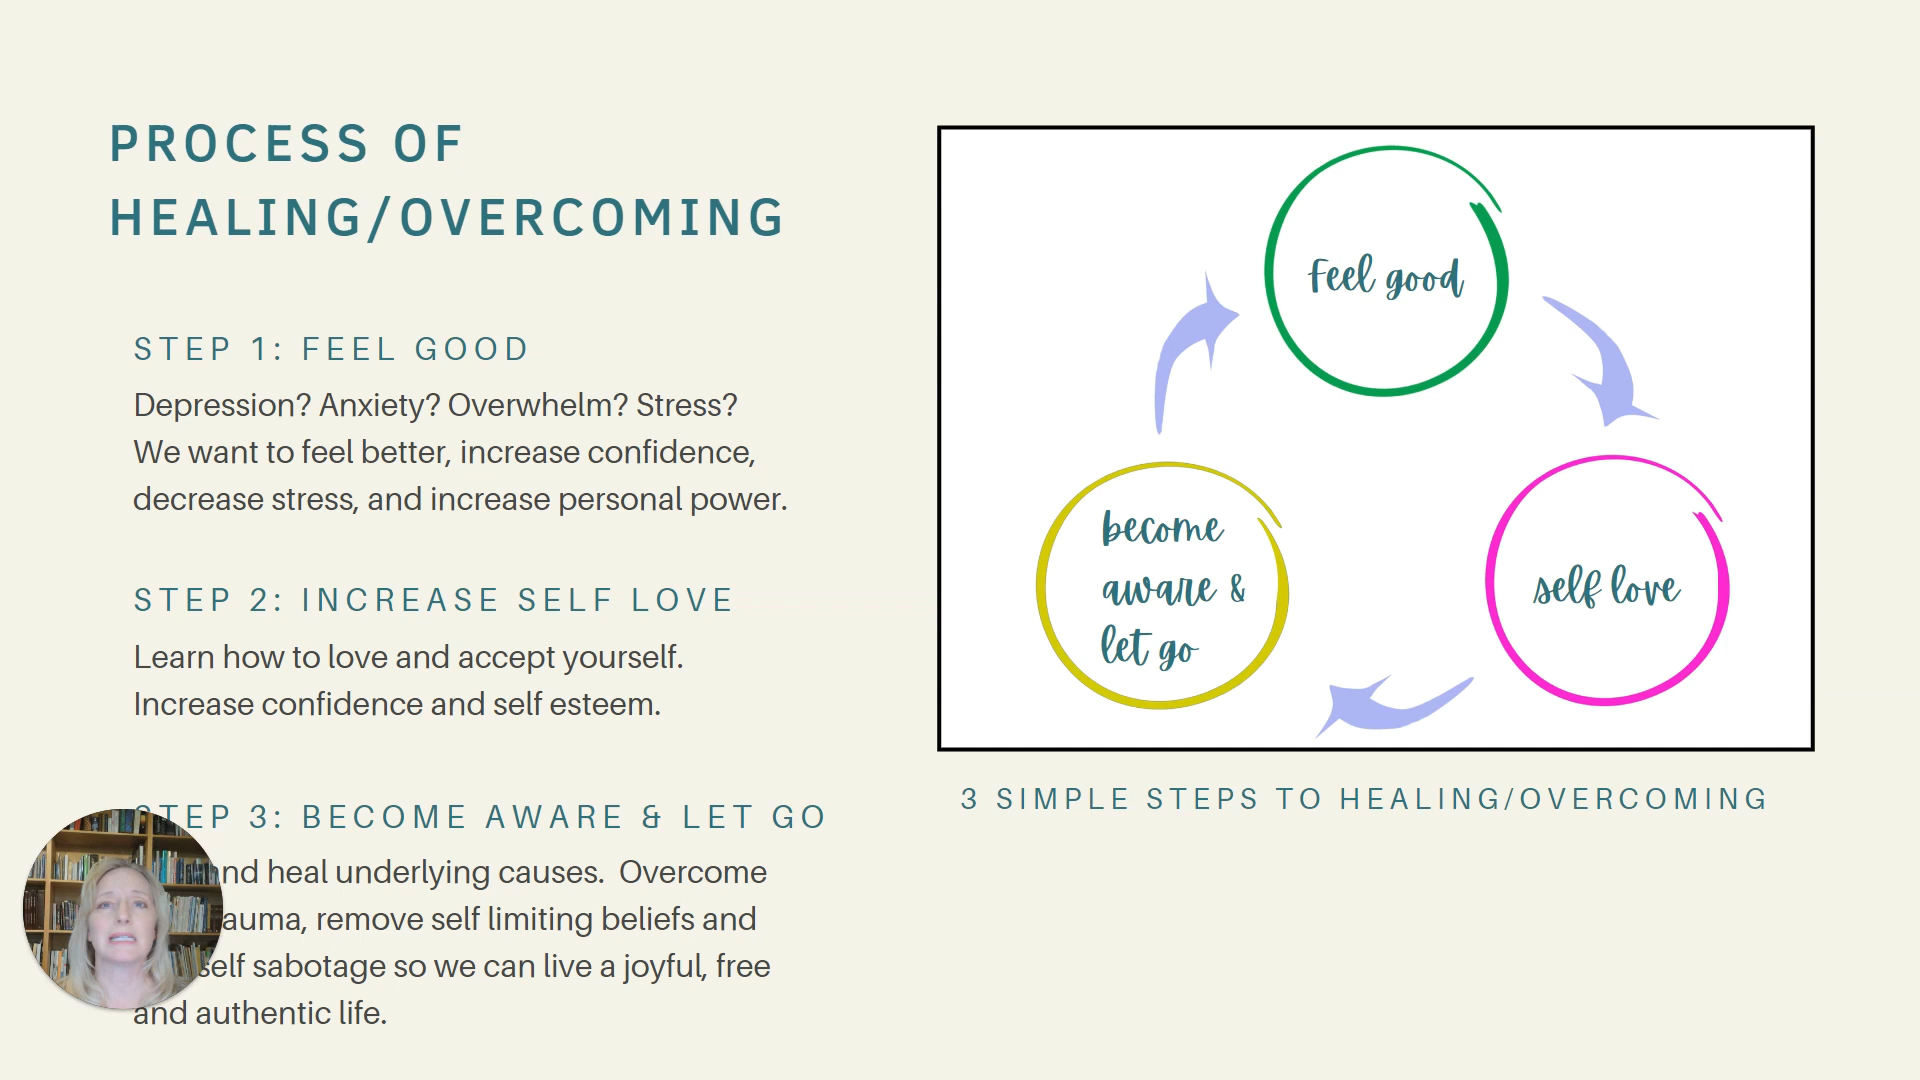 PROCESS OF
HEALING/OVERCOMING
STEP 1: FEEL GOOD
Depression? Anxiety? Overwhelm? Stress?
We want to feel better, increase confidence,
decrease stress, and increase personal power.
STEP 2: INCREASE SELF LOVE
Learn how to love and accept yourself.
Increase confidence and self esteem.
STEP 3: BECOME AWARE & LET GO
and heal underlying causes. Overcome
remove self limiting beliefs and
self sabotage so we can live a joyful, free
and authentic life.
Feel good
self love
become
aware &
let go
3 SIMPLE STEPS TO HEALING/OVERCOMING